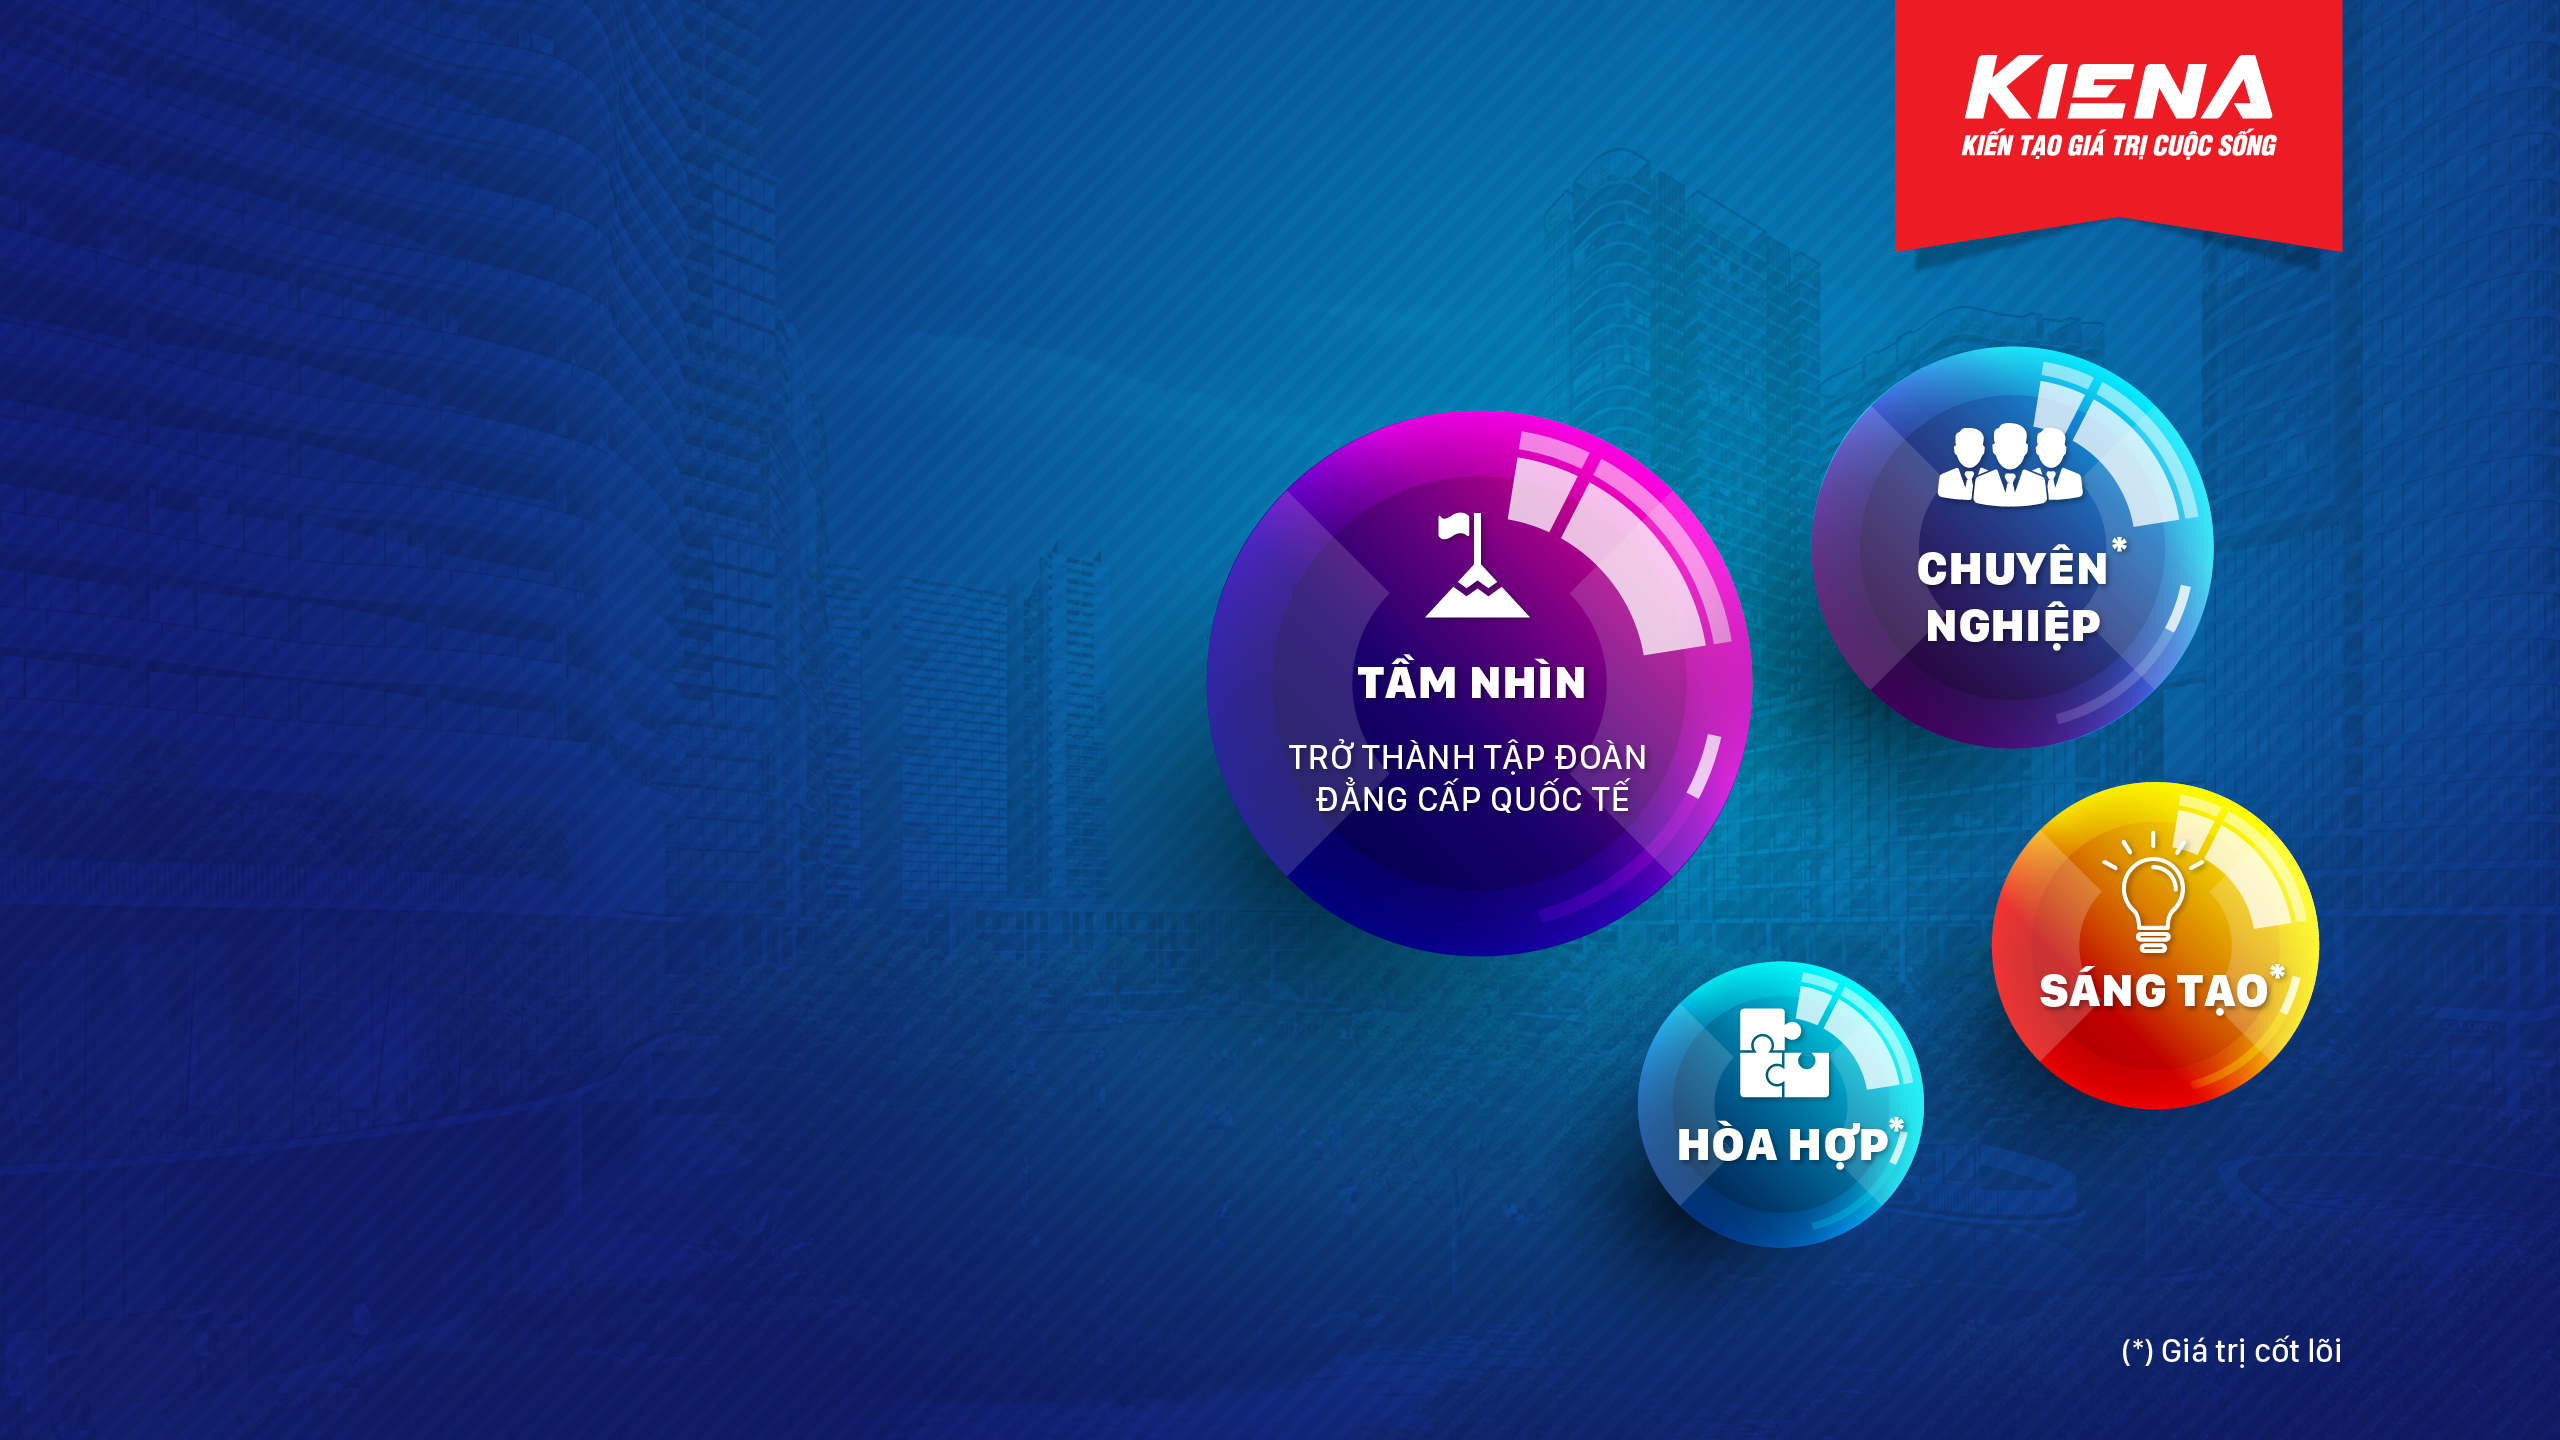 KIENA
KIẾN TẠO GIÁ TRỊ CUỘC SỐNG
TẦM NHÌN
TRỞ THÀNH TẬP ĐOÀN
ĐẲNG CẤP QUỐC TẾ
CHUYÊN*
NGHIỆP
SÁNG TẠO*
HÒA HỢP*
(*) Giá trị cốt lõi